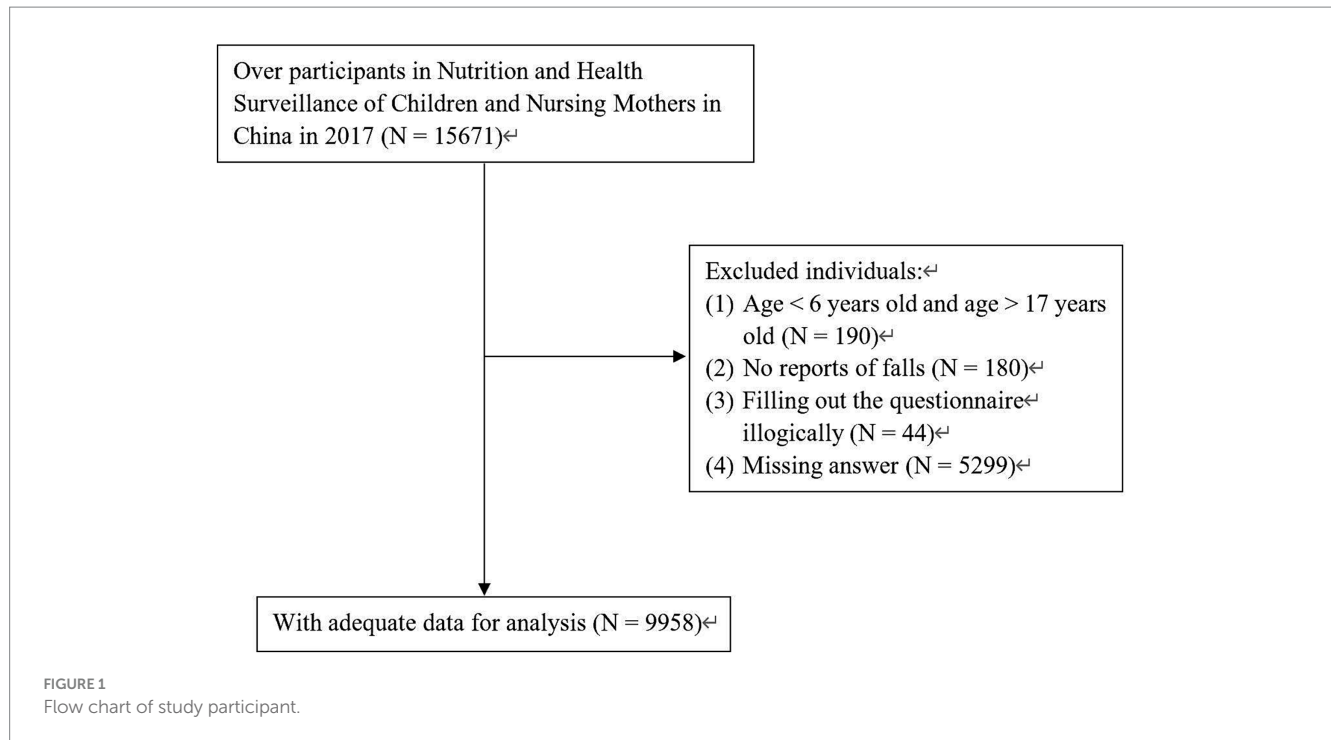 Over participants in Nutrition and Health
Surveillance of Children and Nursing Mothers in
China in 2017 (N = 15671)↵
Excluded individuals:↵
(1) Age < 6 years old and age > 17 years
old (N = 190)↵
(2) No reports of falls (N = 180)↵
(3) Filling out the questionnaire↵
illogically (N = 44)↵
(4) Missing answer (N = 5299)↵
With adequate data for analysis (N = 9958)↵
FIGURE 1
Flow chart of study participant.